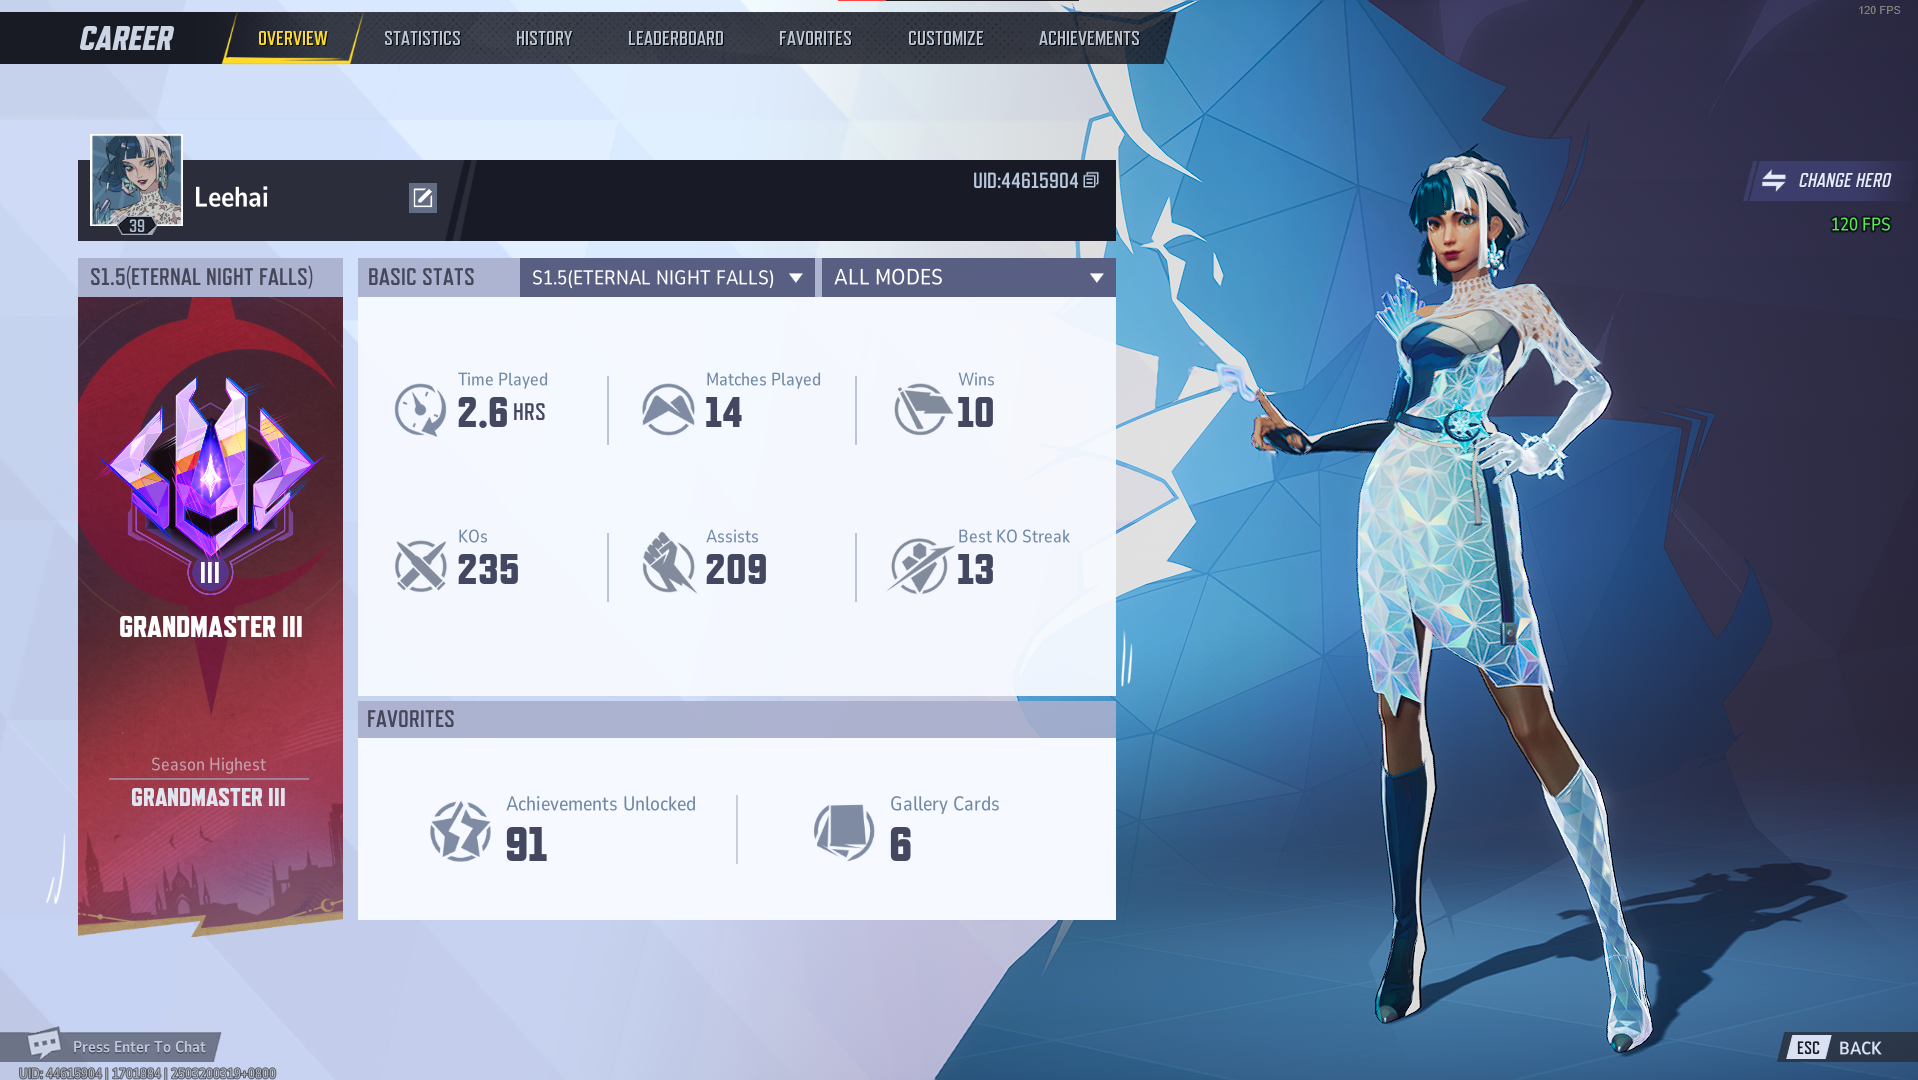 120 FPS
CAREER
OVERVIEW
STATISTICS
HISTORY
LEADERBOARD
FAVORITES
CUSTOMIZE
ACHIEVEMENTS
39
Leehai
UID:44615904
CHANGE HERO
120 FPS
S1.5(ETERNAL NIGHT FALLS)
BASIC STATS
S1.5(ETERNAL NIGHT FALLS)
ALL MODES
Time Played
2.6 HRS
Matches Played
14
Wins
10
KOs
235
Assists
209
Best KO Streak
13
III
GRANDMASTER III
Season Highest
GRANDMASTER III
FAVORITES
Achievements Unlocked
91
Gallery Cards
6
Press Enter To Chat
UID: 44615904 | 1701884 | 2503200319+0800
ESC BACK